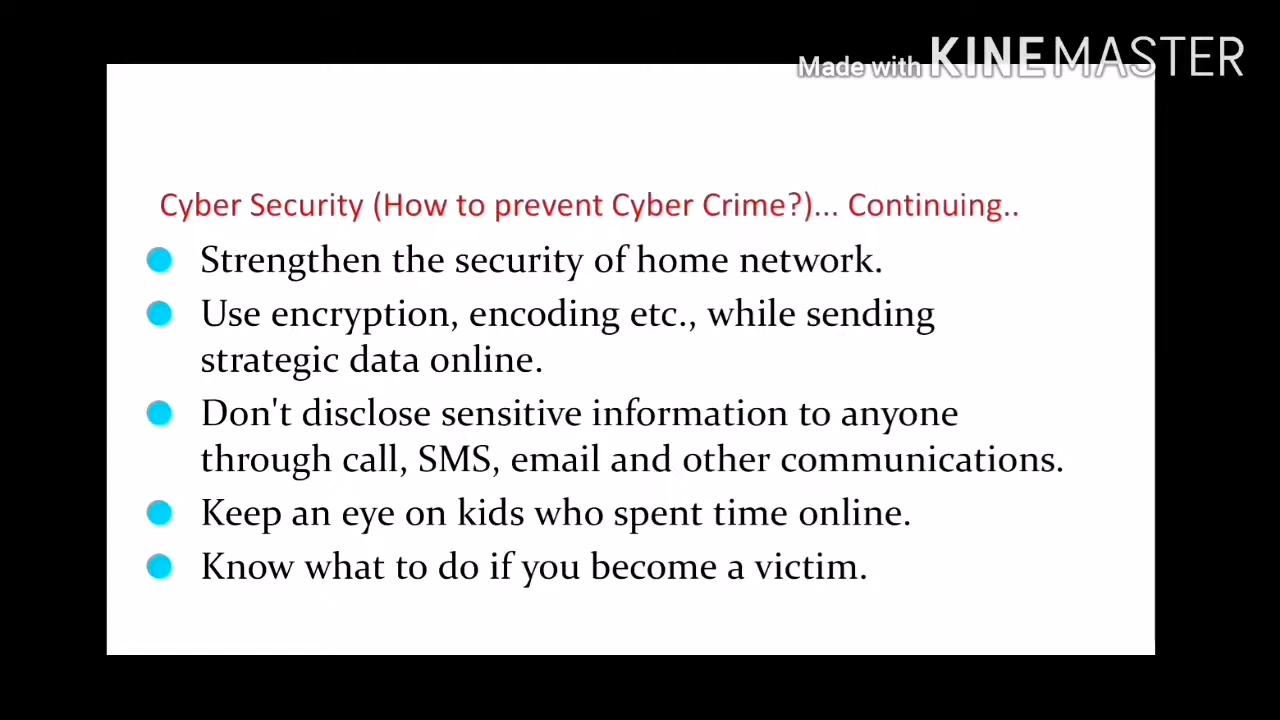 Made with KINEMASTER
Cyber Security (How to prevent Cyber Crime?)... Continuing..
Strengthen the security of home network.
Use encryption, encoding etc., while sending
strategic data online.
Don't disclose sensitive information to anyone
through call, SMS, email and other communications.
Keep an eye on kids who spent time online.
Know what to do if you become a victim.